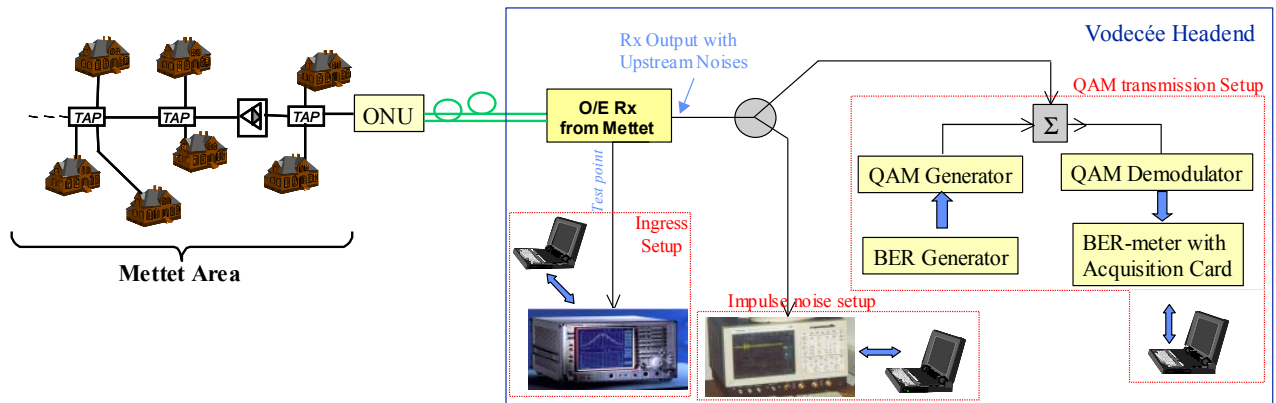 Vodecée Headend
Rx Output with
Upstream Noises
QAM transmission Setup
TAP
TAP
TAP
ONU
O/E Rx
from Mettet
Σ
QAM Generator
QAM Demodulator
Test point
Ingress
Setup
BER Generator
BER-meter with
Acquisition Card
Mettet Area
Impulse noise setup